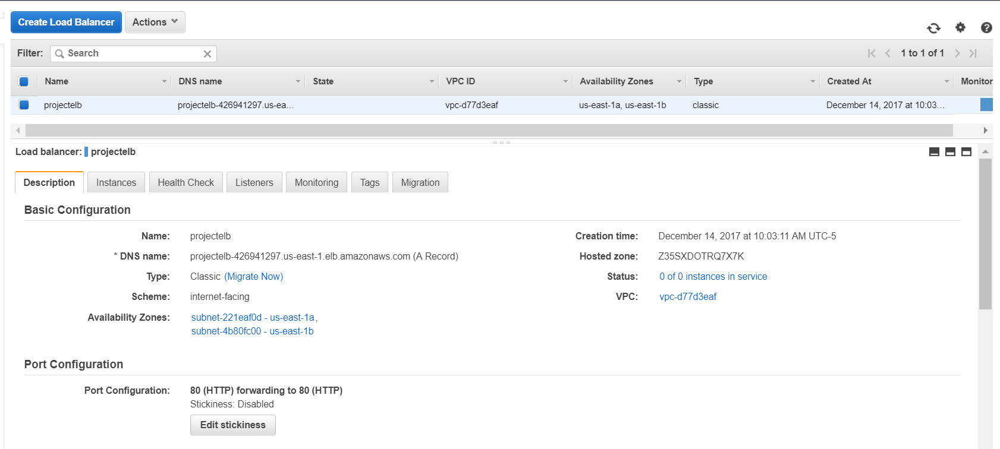 Create Load Balancer Actions
Filter: Search 1 to 1 of 1
Name DNS name State VPC ID Availability Zones Type Created At Monitor
projectelb projectelb-426941297.us-ea... vpc-d77d3eaf us-east-1a, us-east-1b classic December 14, 2017 at 10:03...
Load balancer: projectelb
Description Instances Health Check Listeners Monitoring Tags Migration
Basic Configuration
Name: projectelb Creation time: December 14, 2017 at 10:03:11 AM UTC-5
* DNS name: projectelb-426941297.us-east-1.elb.amazonaws.com (A Record) Hosted zone: Z35SXDOTRQ7X7K
Type: Classic (Migrate Now) Status: 0 of 0 instances in service
Scheme: internet-facing VPC: vpc-d77d3eaf
Availability Zones: subnet-221eaf0d - us-east-1a,
subnet-4b80fc00 - us-east-1b
Port Configuration
Port Configuration: 80 (HTTP) forwarding to 80 (HTTP)
Stickiness: Disabled
Edit stickiness